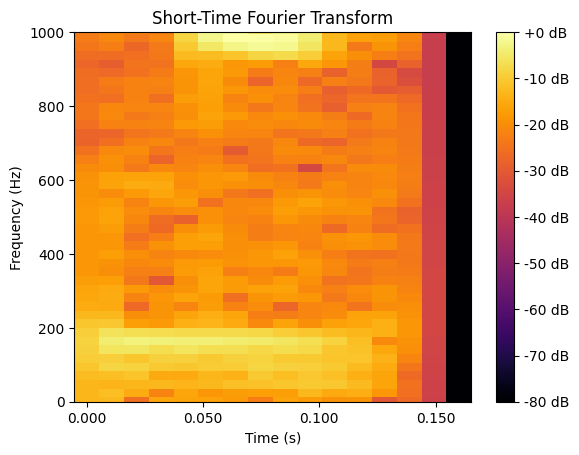 Short-Time Fourier Transform
Frequency (Hz)
1000
800
600
400
200
0
0.000
0.050
0.100
0.150
Time (s)
+0 dB
-10 dB
-20 dB
-30 dB
-40 dB
-50 dB
-60 dB
-70 dB
-80 dB